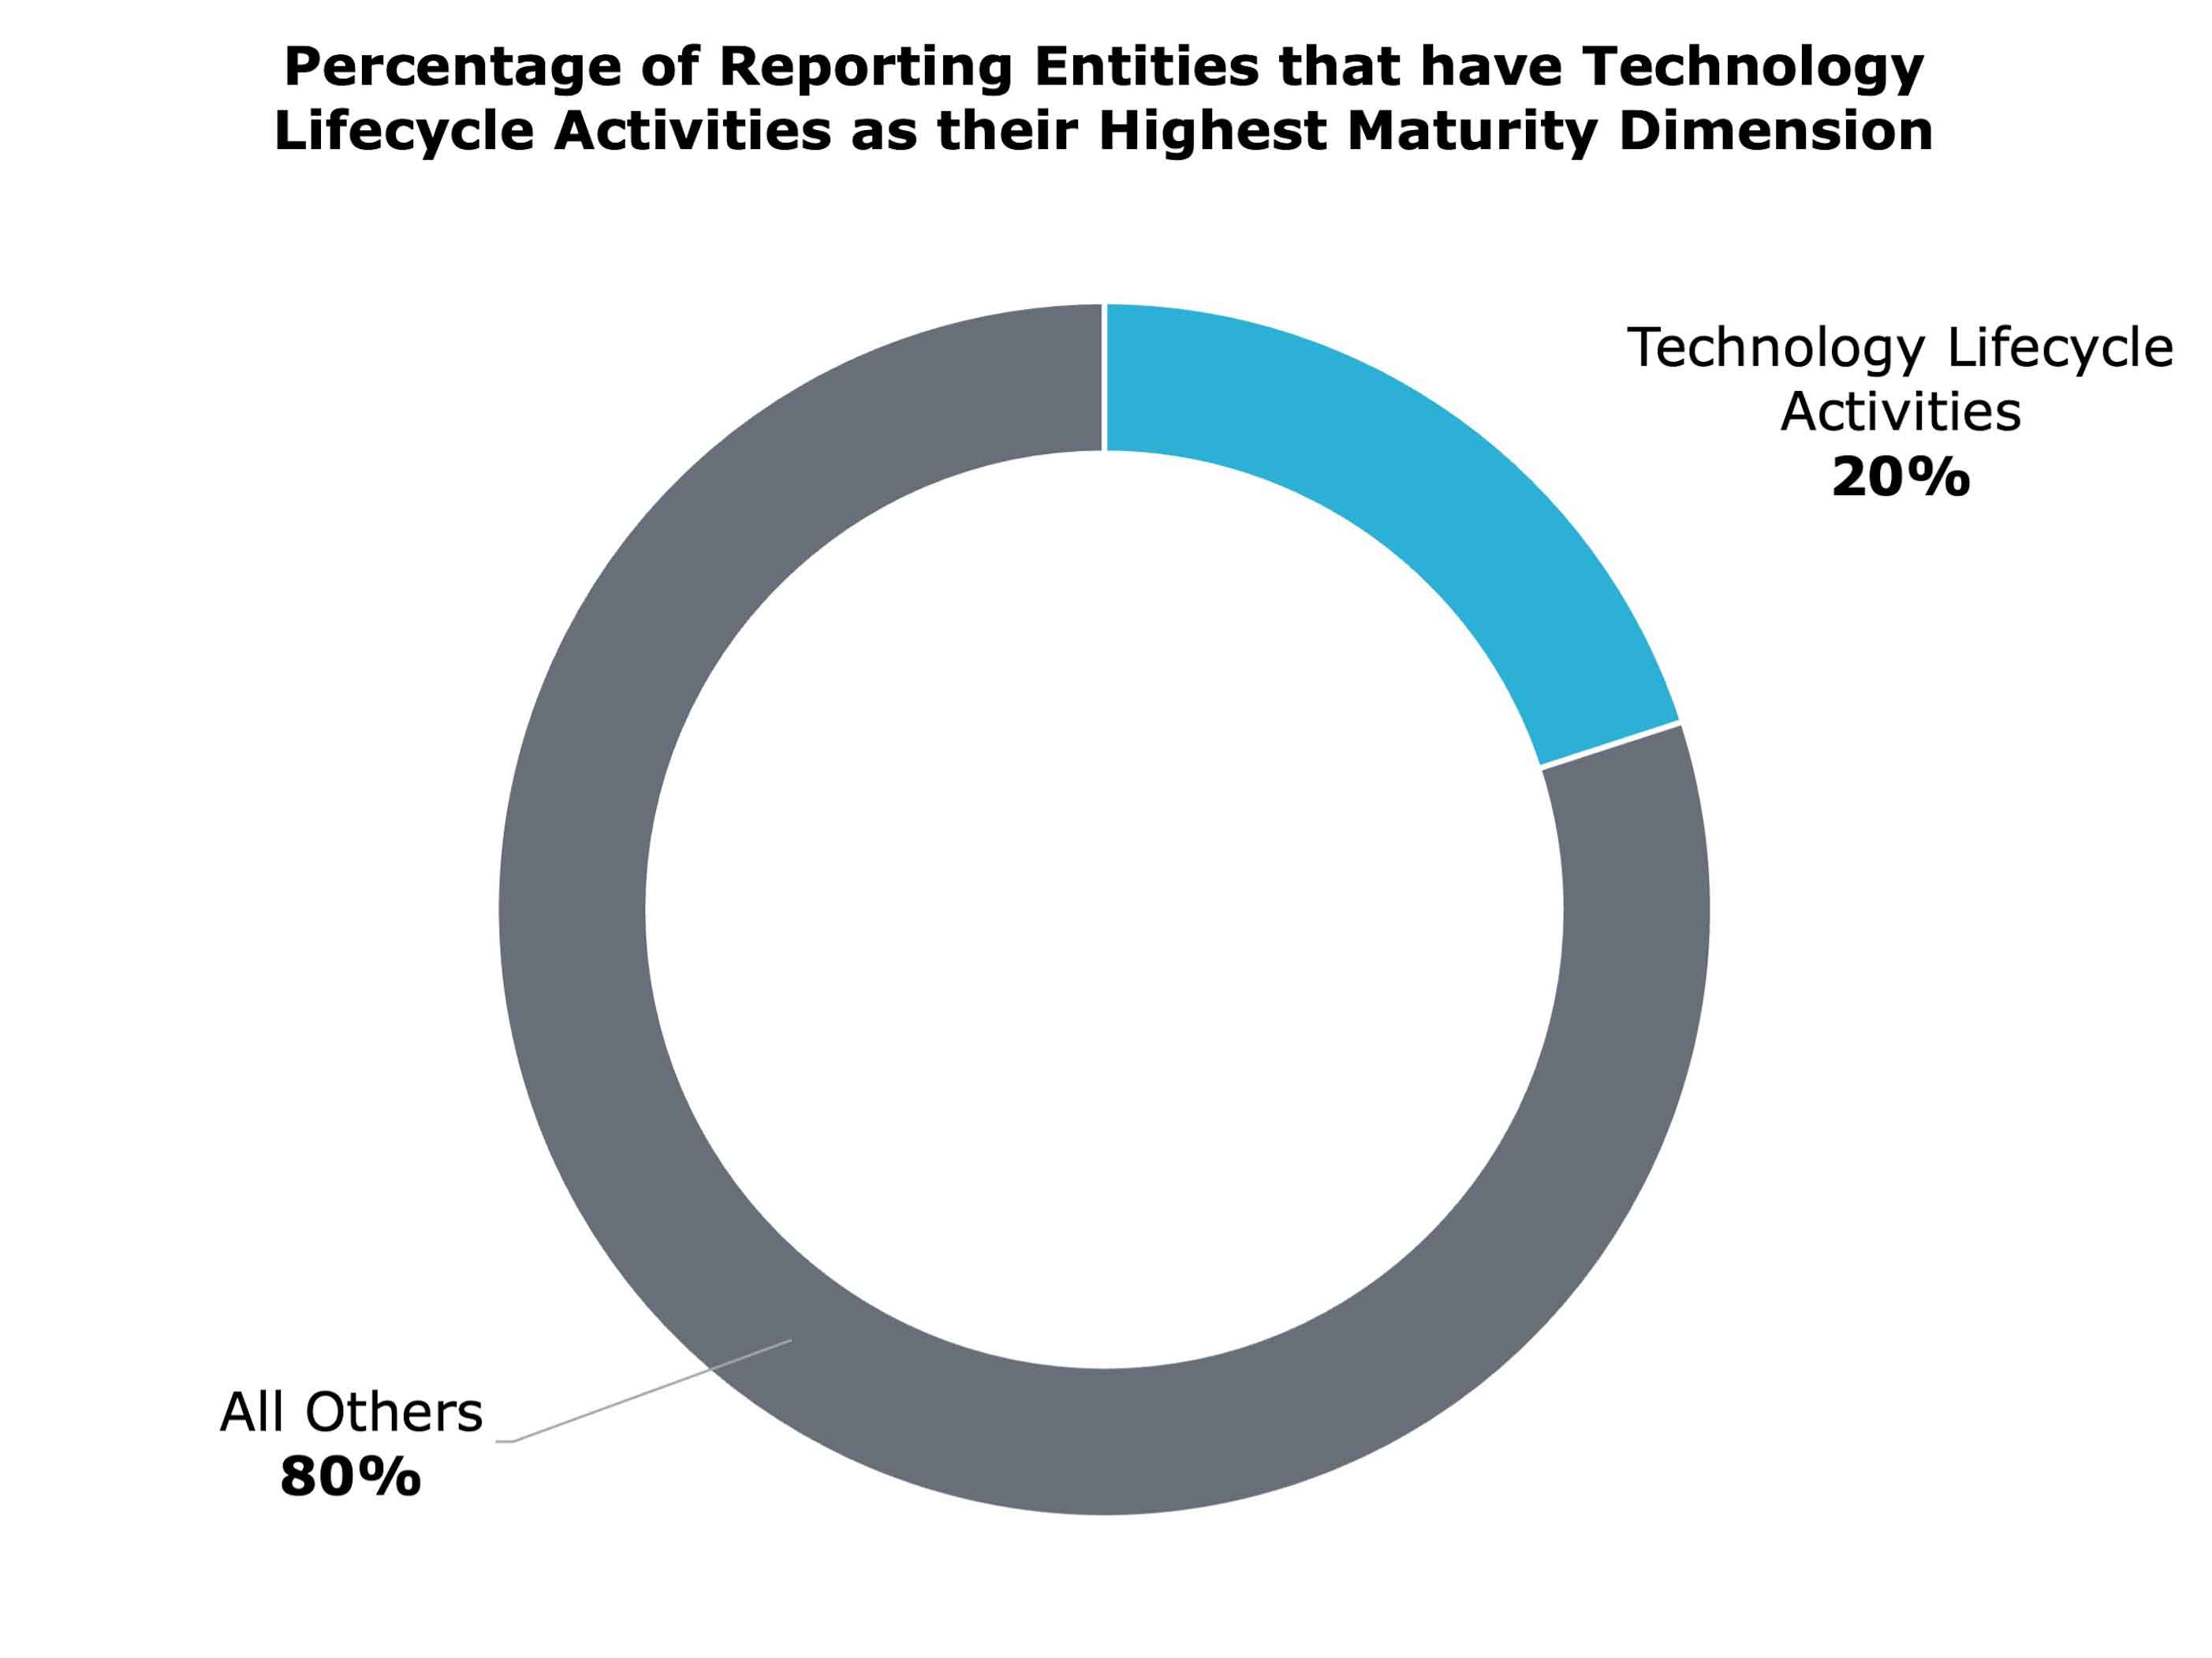 Percentage of Reporting Entities that have Technology
Lifecycle Activities as their Highest Maturity Dimension
Technology Lifecycle
Activities
20%
All Others
80%